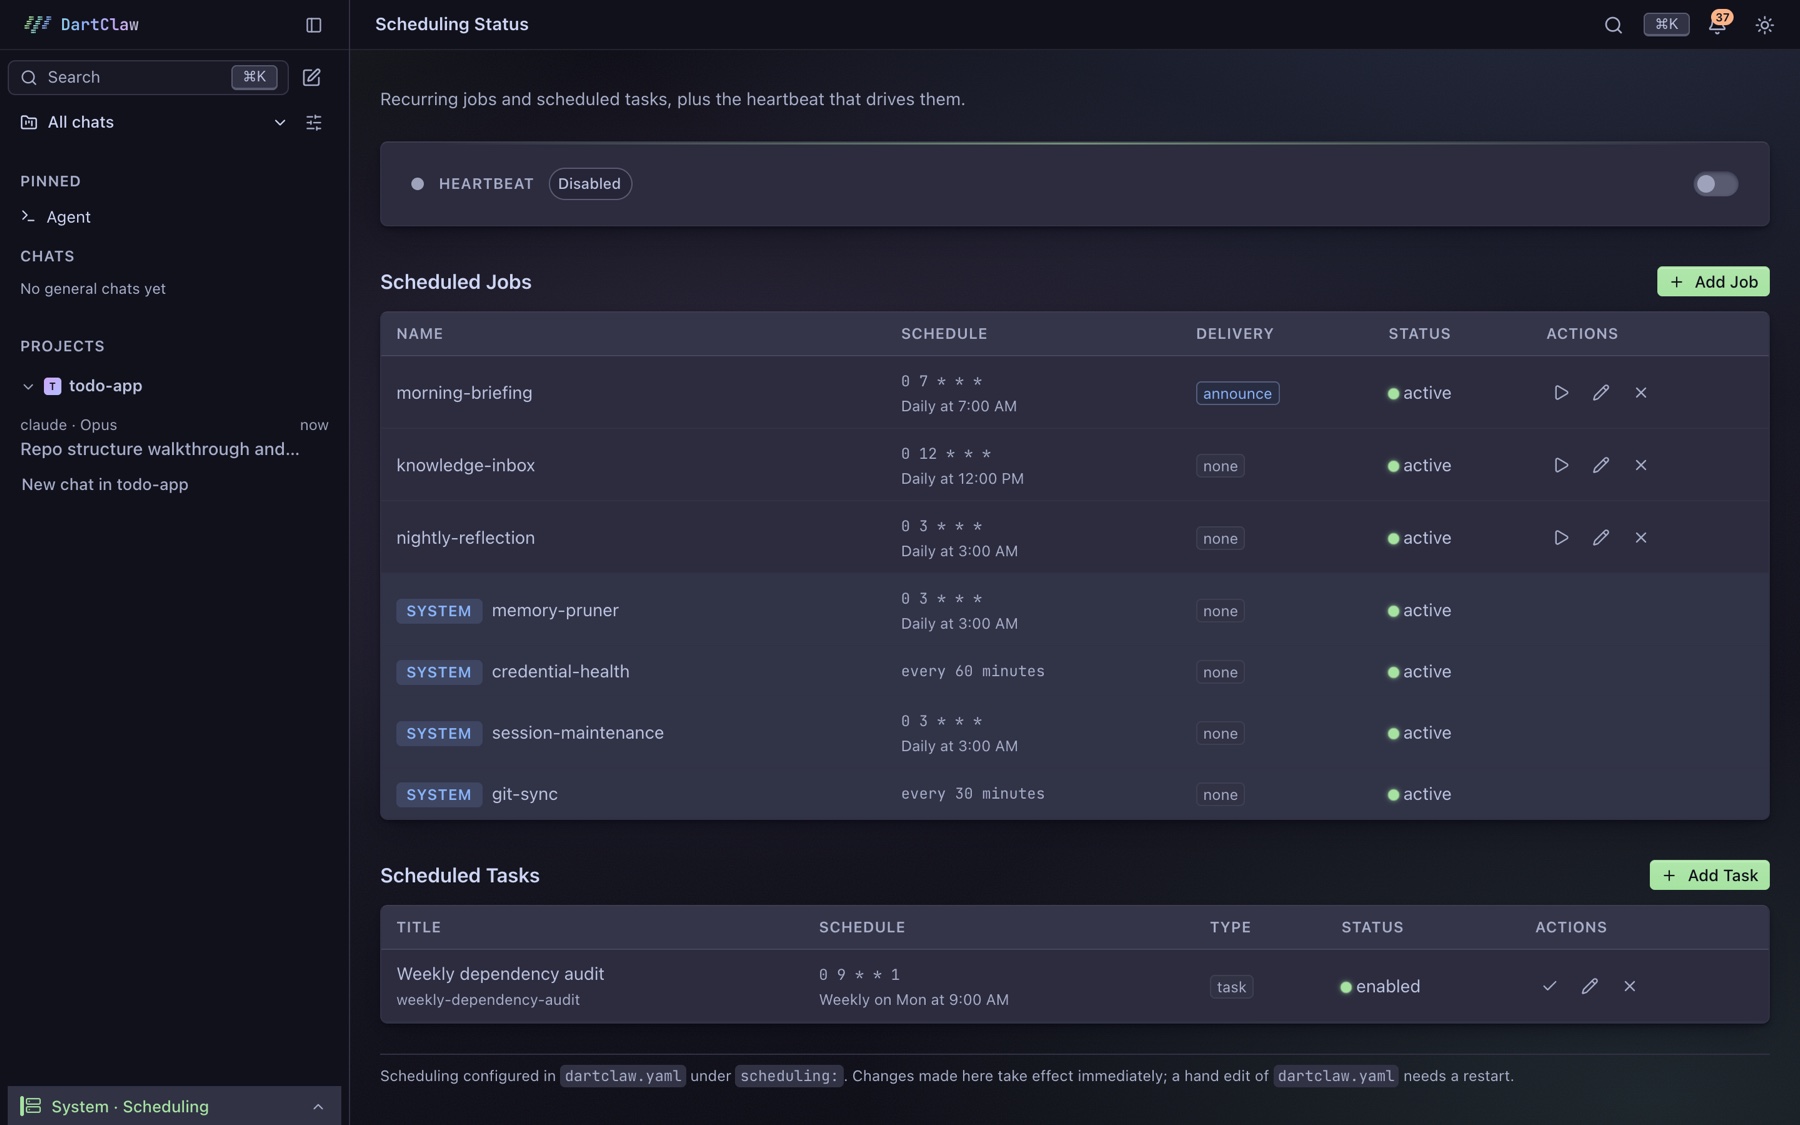 DartClaw
Search ⌘K
All chats
PINNED
Agent
CHATS
No general chats yet
PROJECTS
T todo-app
claude · Opus now
Repo structure walkthrough and...
New chat in todo-app
System · Scheduling
Scheduling Status
⌘K 37
Recurring jobs and scheduled tasks, plus the heartbeat that drives them.
HEARTBEAT Disabled
Scheduled Jobs
+ Add Job
NAME SCHEDULE DELIVERY STATUS ACTIONS
morning-briefing 0 7 * * * announce active
Daily at 7:00 AM
knowledge-inbox 0 12 * * * none active
Daily at 12:00 PM
nightly-reflection 0 3 * * * none active
Daily at 3:00 AM
SYSTEM memory-pruner 0 3 * * * none active
Daily at 3:00 AM
SYSTEM credential-health every 60 minutes none active
SYSTEM session-maintenance 0 3 * * * none active
Daily at 3:00 AM
SYSTEM git-sync every 30 minutes none active
Scheduled Tasks
+ Add Task
TITLE SCHEDULE TYPE STATUS ACTIONS
Weekly dependency audit 0 9 * * 1 task enabled
weekly-dependency-audit Weekly on Mon at 9:00 AM
Scheduling configured in dartclaw.yaml under scheduling:. Changes made here take effect immediately; a hand edit of dartclaw.yaml needs a restart.